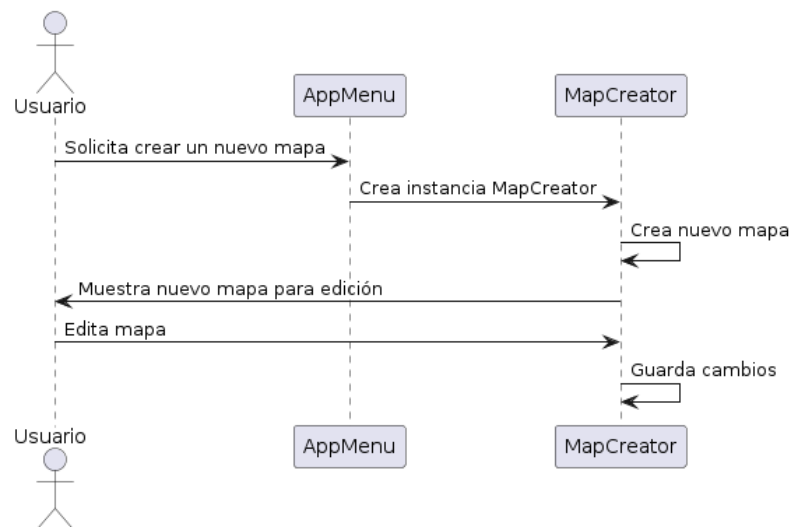 Usuario
AppMenu
MapCreator
Solicita crear un nuevo mapa
Crea instancia MapCreator
Crea nuevo mapa
Muestra nuevo mapa para edición
Edita mapa
Guarda cambios
Usuario
AppMenu
MapCreator